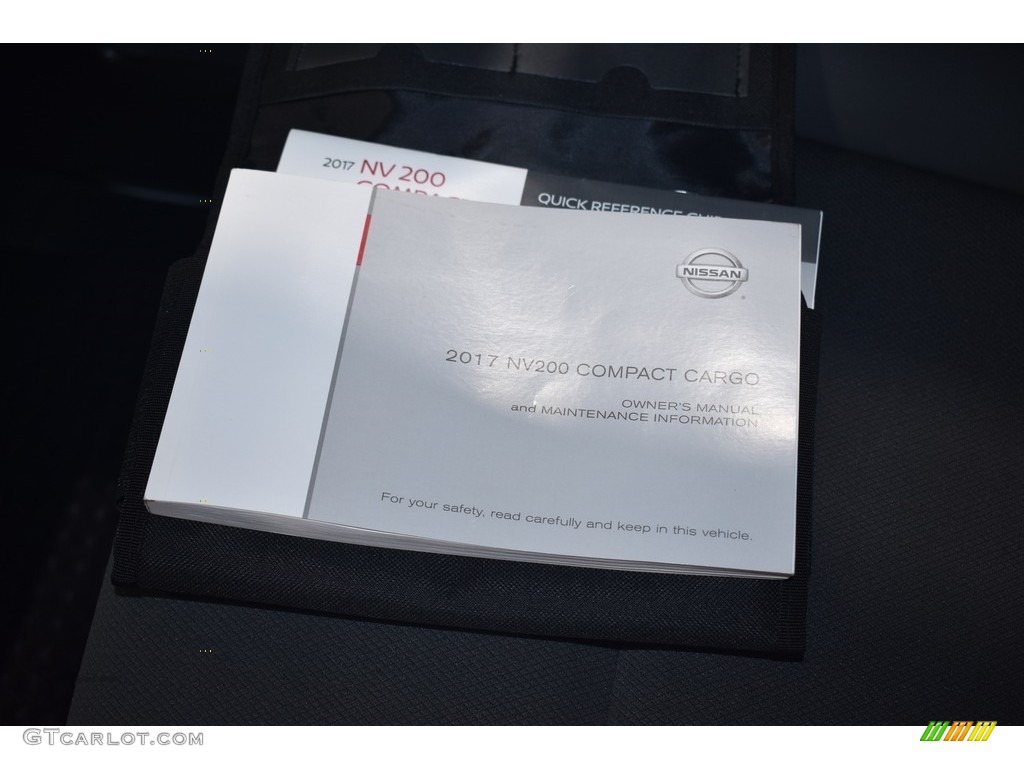 2017 NV200
QUICK REFERENCE
NISSAN
2017 NV200 COMPACT CARGO
OWNER'S MANUAL
and MAINTENANCE INFORMATION
For your safety, read carefully and keep in this vehicle.
GTCARLOT.COM